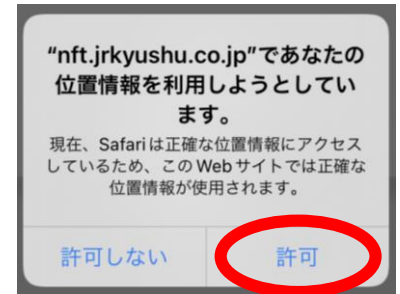 “nft.jrkyushu.co.jp”であなたの
位置情報を利用しようとしてい
ます。
現在、Safariは正確な位置情報にアクセス
しているため、このWebサイトでは正確な
位置情報が使用されます。
許可しない
許可